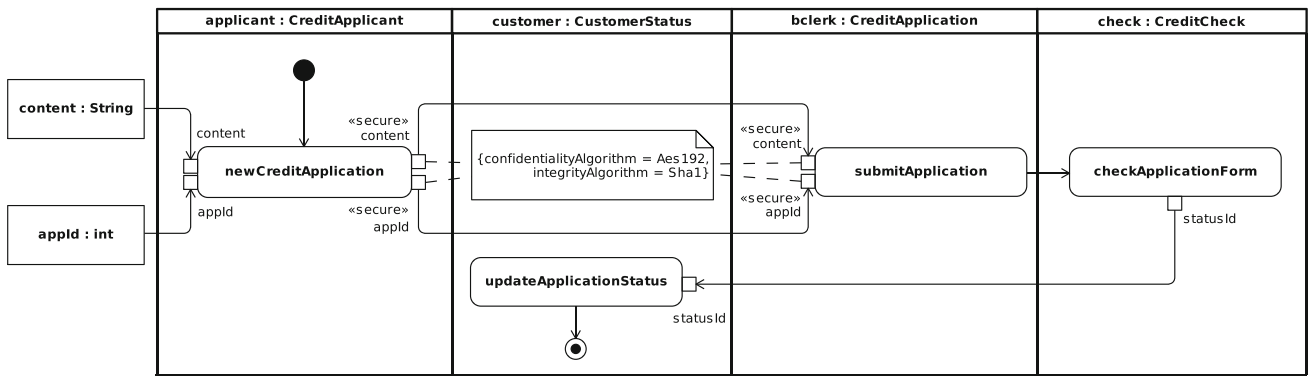 applicant : CreditApplicant
customer : CustomerStatus
bclerk : CreditApplication
check : CreditCheck
content : String
appId : int
content
newCreditApplication
appId
«secure»
content
«secure»
appId
{confidentialityAlgorithm = Aes192,
integrityAlgorithm = Sha1}
«secure»
content
submitApplication
«secure»
appId
checkApplicationForm
statusId
updateApplicationStatus
statusId